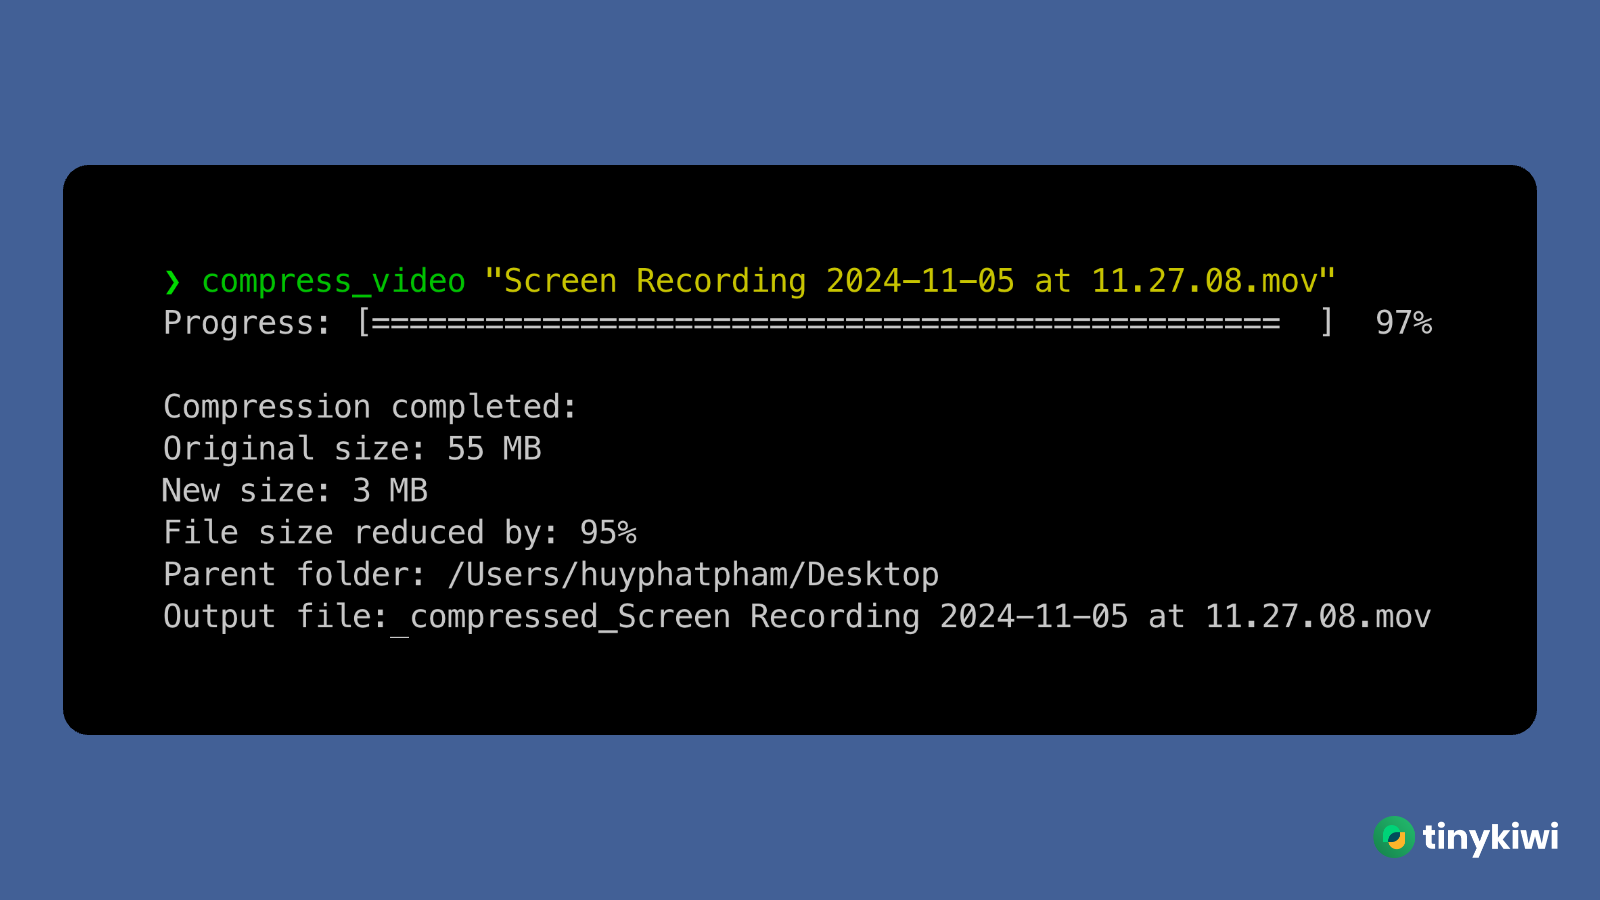 ❯ compress_video "Screen Recording 2024-11-05 at 11.27.08.mov"
Progress: [================================================  ]  97%
Compression completed:
Original size: 55 MB
New size: 3 MB
File size reduced by: 95%
Parent folder: /Users/huyphatpham/Desktop
Output file:_compressed_Screen Recording 2024-11-05 at 11.27.08.mov
tinykiwi